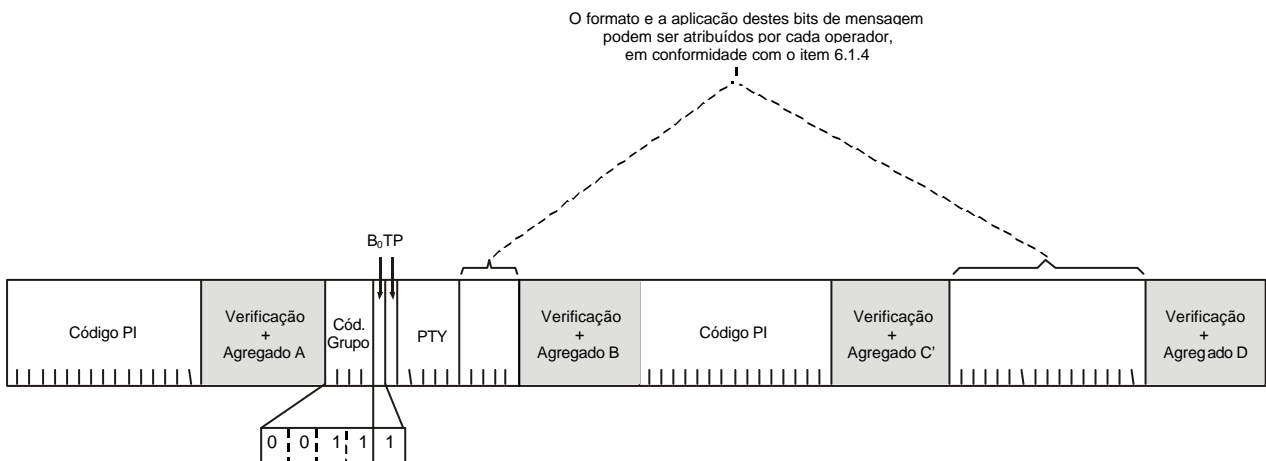 O formato e a aplicação destes bits de mensagem
podem ser atribuídos por cada operador,
em conformidade com o item 6.1.4
B₀TP
Código PI
Verificação
+
Agregado A
Cód.
Grupo
PTY
Verificação
+
Agregado B
Código PI
Verificação
+
Agregado C'
Verificação
+
Agregado D
0 0 1 1 1